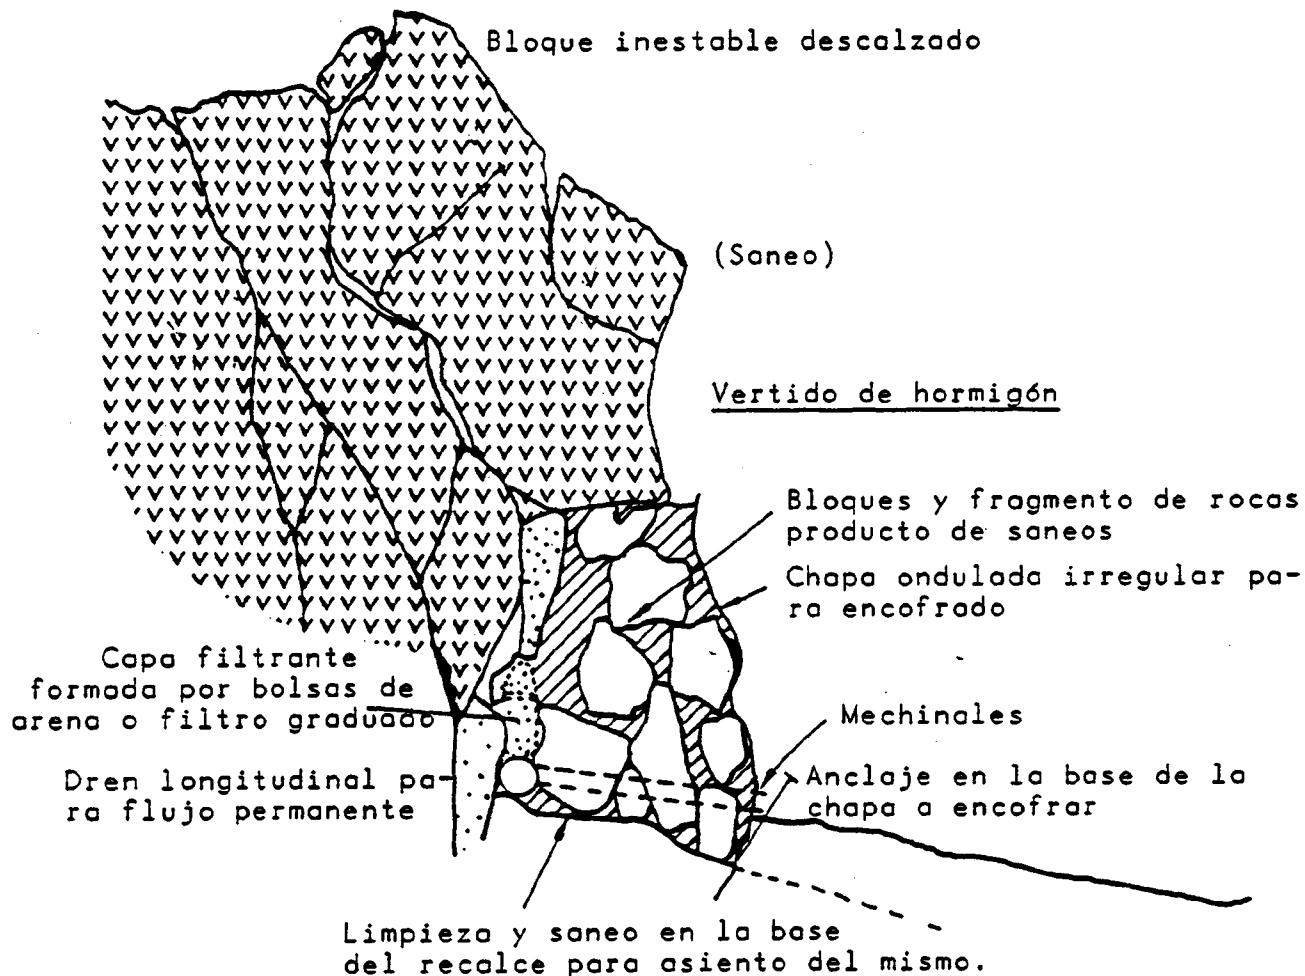 Bloque inestable descalzado
(Saneo)
Vertido de hormigón
Bloques y fragmento de rocas
producto de saneos
Chapa ondulada irregular pa-
ra encofrado
Capa filtrante
formada por bolsas de
arena o filtro graduado
Mechinales
Dren longitudinal pa-
ra flujo permanente
Anclaje en la base de la
chapa a encofrar
Limpieza y saneo en la base
del recalce para asiento del mismo.